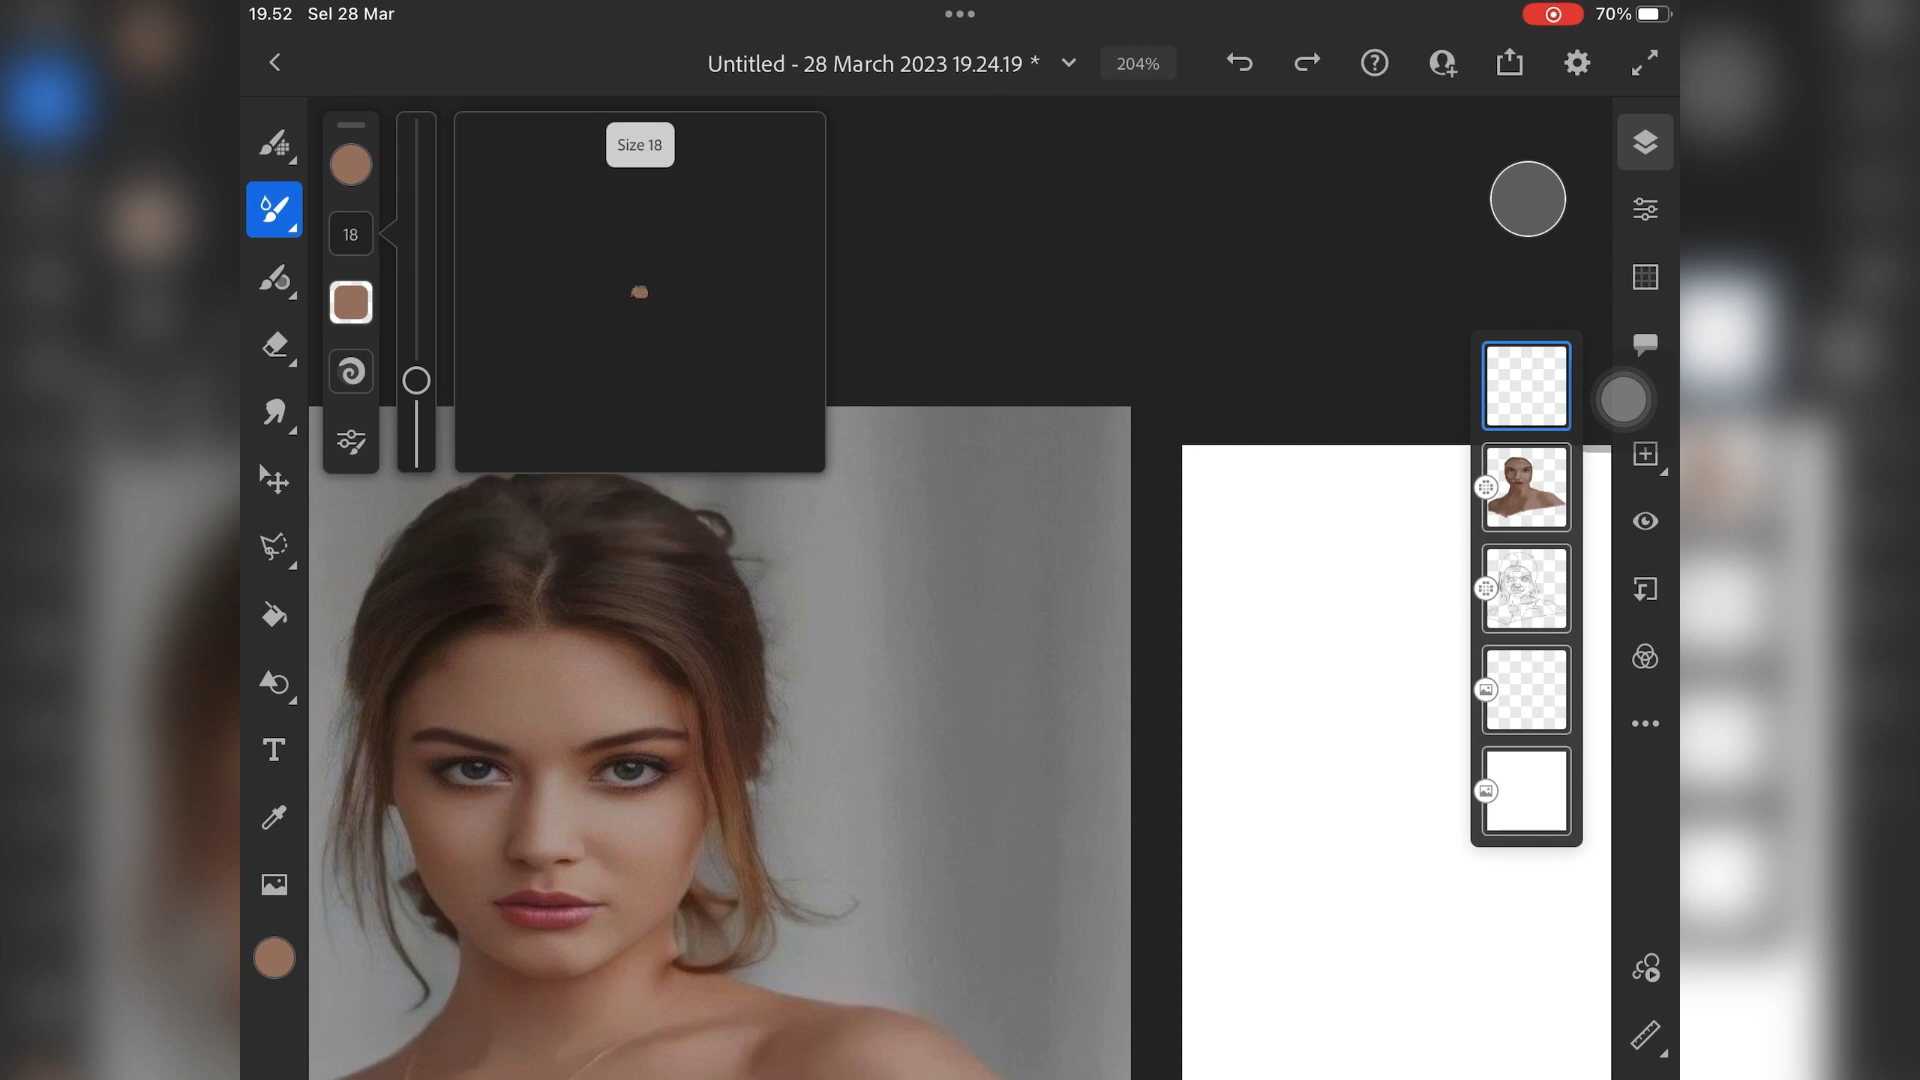 19.52 Sel 28 Mar
70%
Untitled - 28 March 2023 19.24.19 *
204%
Size 18
18
T